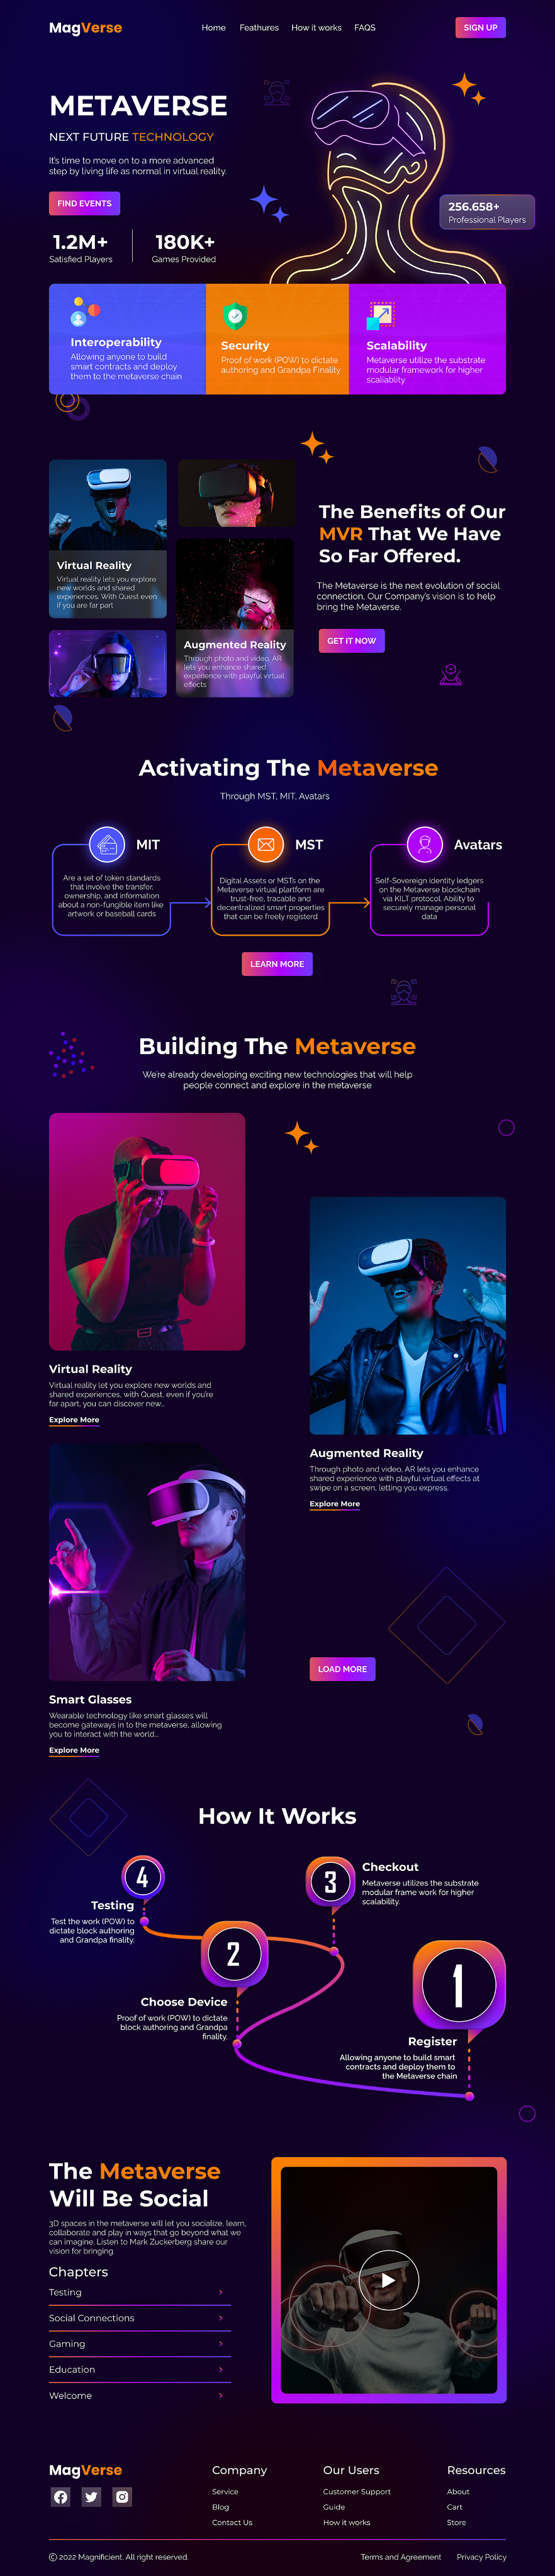 MagVerse
Home Feathures How it works FAQS
SIGN UP
METAVERSE
NEXT FUTURE TECHNOLOGY
It's time to move on to a more advanced
step by living life as normal in virtual reality.
FIND EVENTS
1.2M+
Satisfied Players
180K+
Games Provided
256.658+
Professional Players
Interoperability
Allowing anyone to build
smart contracts and deploy
them to the metaverse chain
Security
Proof of work (POW) to dictate
authoring and Grandpa Finality
Scalability
Metaverse utilize the substrate
modular framework for higher
scaliablity
Virtual Reality
Virtual reality lets you explore
new worlds and shared
experiences. With Quest even
if you are far part
Augmented Reality
Through photo and video, AR
lets you enhance shared
experience with playful virtual
effects
The Benefits of Our
MVR That We Have
So Far Offered.
The Metaverse is the next evolution of social
connection. Our Company's vision is to help
bring the Metaverse.
GET IT NOW
Activating The Metaverse
Through MST, MIT, Avatars
MIT
Are a set of token standards
that involve the transfer,
ownership, and information
about a non-fungible item like
artwork or baseball cards
MST
Digital Assets or MSTs on the
Metaverse virtual platform are
trust-free, tracable and
decentralized smart properties
that can be freely registerd
Avatars
Self-Sovereign identity ledgers
on the Metaverse blockchain
via KILT protocol. Ability to
securely manage personal
data
LEARN MORE
Building The Metaverse
We're already developing exciting new technologies that will help
people connect and explore in the metaverse
Virtual Reality
Virtual reality let you explore new worlds and
shared experiences, with Quest, even if you're
far apart, you can discover new...
Explore More
Augmented Reality
Through photo and video, AR lets you enhance
shared experience with playful virtual effects at
swipe on a screen, letting you express.
Explore More
Smart Glasses
Wearable technology like smart glasses will
become gateways in to the metaverse, allowing
you to interact with the world...
Explore More
LOAD MORE
How It Works
4
Testing
Test the work (POW) to
dictate block authoring
and Grandpa finality.
3
Checkout
Metaverse utilizes the substrate
modular frame work for higher
scalability.
2
Choose Device
Proof of work (POW) to dictate
block authoring and Grandpa
finality.
1
Register
Allowing anyone to build smart
contracts and deploy them to
the Metaverse chain
The Metaverse
Will Be Social
3D spaces in the metaverse will let you socialize, learn,
collaborate and play in ways that go beyond what we
can imagine. Listen to Mark Zuckerberg share our
vision for bringing.
Chapters
Testing
Social Connections
Gaming
Education
Welcome
MagVerse
Company
Service
Blog
Contact Us
Our Users
Customer Support
Guide
How it works
Resources
About
Cart
Store
© 2022 Magnificient. All right reserved.
Terms and Agreement Privacy Policy